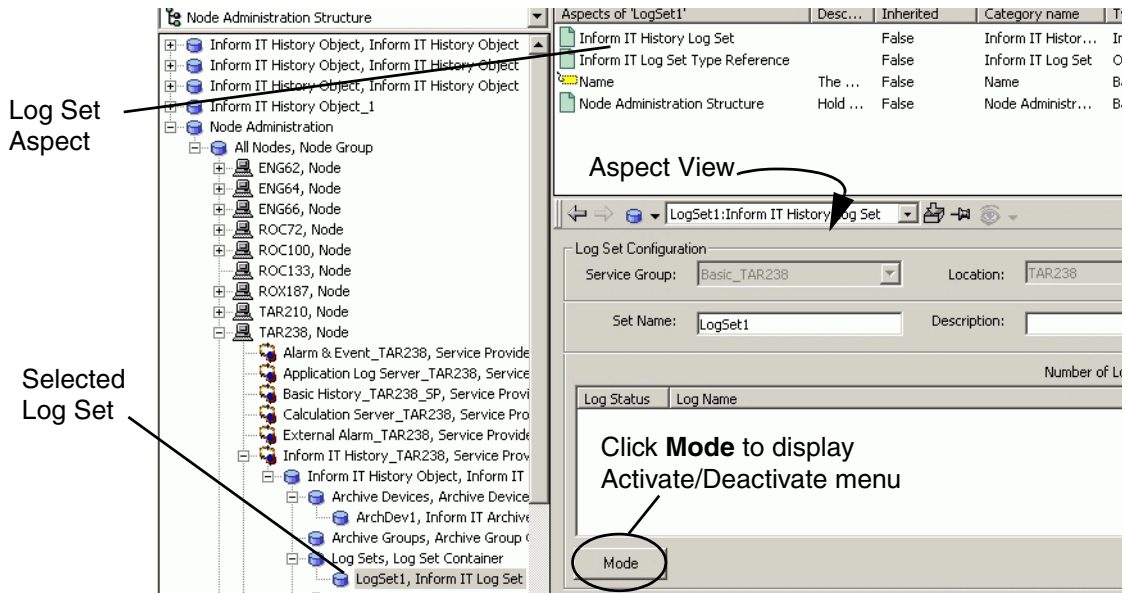 Node Administration Structure
Inform IT History Object, Inform IT History Object
Inform IT History Object, Inform IT History Object
Inform IT History Object, Inform IT History Object
Inform IT History Object_1
Node Administration
All Nodes, Node Group
ENG62, Node
ENG64, Node
ENG66, Node
ROC72, Node
ROC100, Node
ROC133, Node
ROX187, Node
TAR210, Node
TAR238, Node
Alarm & Event_TAR238, Service Provide
Application Log Server_TAR238, Service
Basic History_TAR238_SP, Service Provi
Calculation Server_TAR238, Service Pro
External Alarm_TAR238, Service Provide
Inform IT History_TAR238, Service Prov
Inform IT History Object, Inform IT
Archive Devices, Archive Device
ArchDev1, Inform IT Archive
Archive Groups, Archive Group
Log Sets, Log Set Container
LogSet1, Inform IT Log Set
Log Set
Aspect
Selected
Log Set
Aspects of 'LogSet1' Desc... Inherited Category name
Inform IT History Log Set False Inform IT Histor...
Inform IT Log Set Type Reference False Inform IT Log Set
Name The ... False Name
Node Administration Structure Hold ... False Node Administr...
Aspect View
LogSet1:Inform IT History Log Set
Log Set Configuration
Service Group: Basic_TAR238 Location: TAR238
Set Name: LogSet1 Description:
Number of
Log Status Log Name
Click Mode to display
Activate/Deactivate menu
Mode